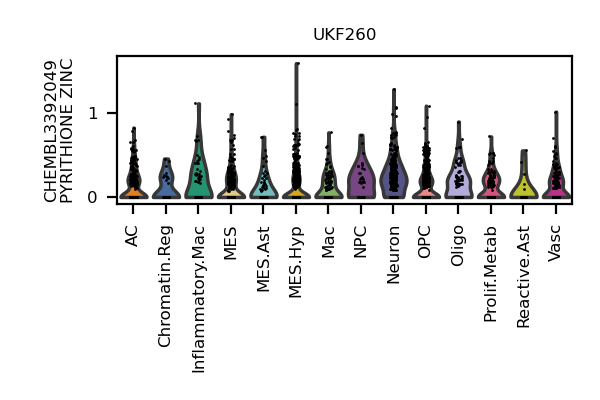 UKF260
CHEMBL3392049
PYRITHIONE ZINC
1
0
AC
Chromatin.Reg
Inflammatory.Mac
MES
MES.Ast
MES.Hyp
Mac
NPC
Neuron
OPC
Oligo
Prolif.Metab
Reactive.Ast
Vasc